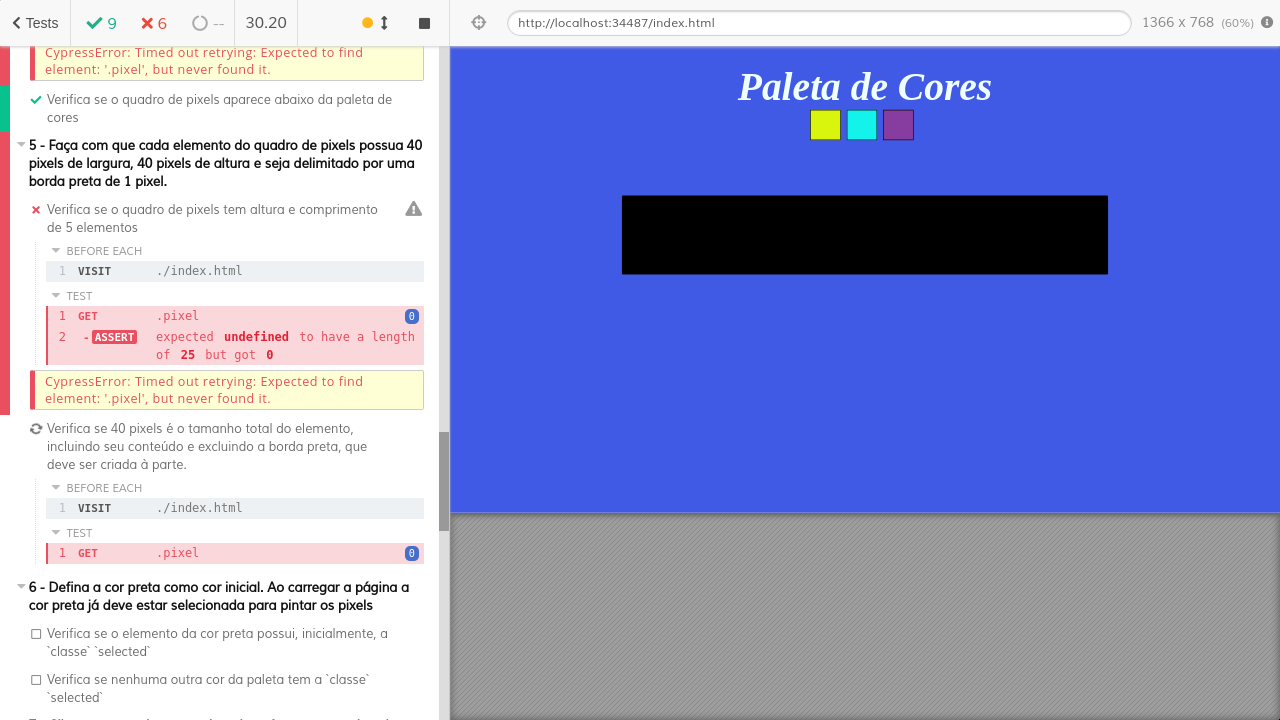 Tests
9
6
--
30.20
http://localhost:34487/index.html
1366 x 768 (60%)
CypressError: Timed out retrying: Expected to find
element: '.pixel', but never found it.
Verifica se o quadro de pixels aparece abaixo da paleta de
cores
5 - Faça com que cada elemento do quadro de pixels possua 40
pixels de largura, 40 pixels de altura e seja delimitado por uma
borda preta de 1 pixel.
Verifica se o quadro de pixels tem altura e comprimento
de 5 elementos
BEFORE EACH
1 VISIT ./index.html
TEST
1 GET .pixel 0
2 -ASSERT expected undefined to have a length
of 25 but got 0
CypressError: Timed out retrying: Expected to find
element: '.pixel', but never found it.
Verifica se 40 pixels é o tamanho total do elemento,
incluindo seu conteúdo e excluindo a borda preta, que
deve ser criada à parte.
BEFORE EACH
1 VISIT ./index.html
TEST
1 GET .pixel 0
6 - Defina a cor preta como cor inicial. Ao carregar a página a
cor preta já deve estar selecionada para pintar os pixels
Verifica se o elemento da cor preta possui, inicialmente, a
`classe` `selected`
Verifica se nenhuma outra cor da paleta tem a `classe`
`selected`
Paleta de Cores